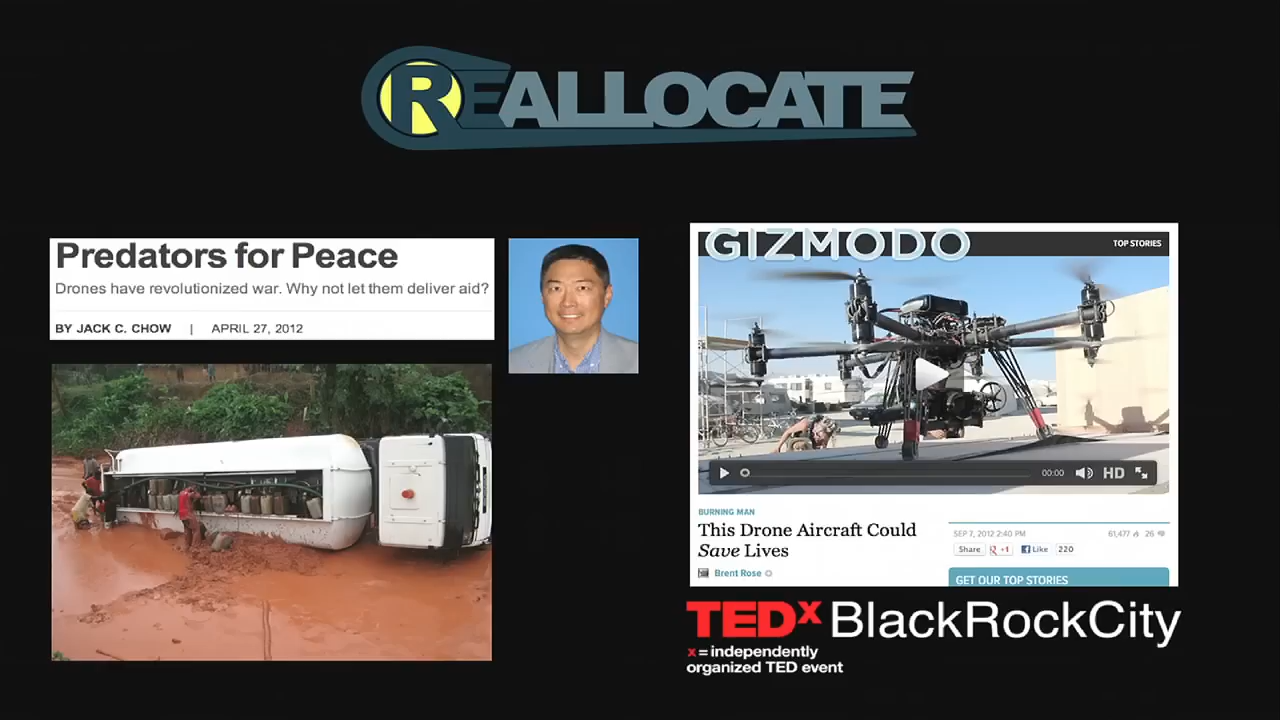 REALLOCATE
Predators for Peace
Drones have revolutionized war. Why not let them deliver aid?
BY JACK C. CHOW | APRIL 27, 2012
GIZMODO
TOP STORIES
00:00
HD
BURNING MAN
This Drone Aircraft Could
Save Lives
Brent Rose
SEP 7, 2012 2:40 PM
61,477 26
Share +1 Like 220
GET OUR TOP STORIES
TEDx BlackRockCity
x = independently
organized TED event